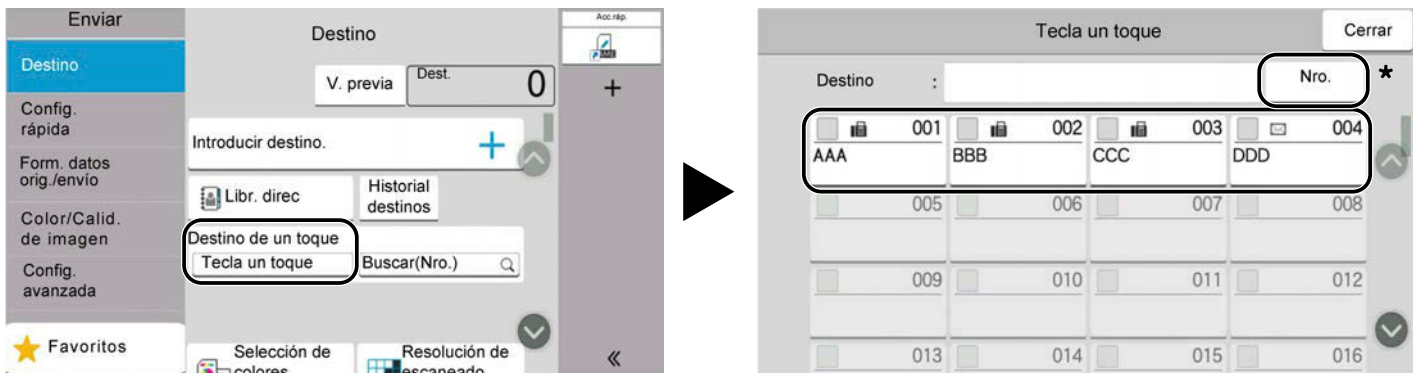 Enviar
Destino
Config.
rápida
Form. datos
orig./envío
Color/Calid.
de imagen
Config.
avanzada
Favoritos
Destino
V. previa
Dest.
0
Introducir destino.
Libr. direc
Historial
destinos
Destino de un toque
Tecla un toque
Buscar(Nro.)
Selección de
colores
Resolución de
escaneado
Acc.ráp.
+
«
Tecla un toque
Cerrar
Destino :
Nro. *
001 002 003 004
AAA BBB CCC DDD
005 006 007 008
009 010 011 012
013 014 015 016